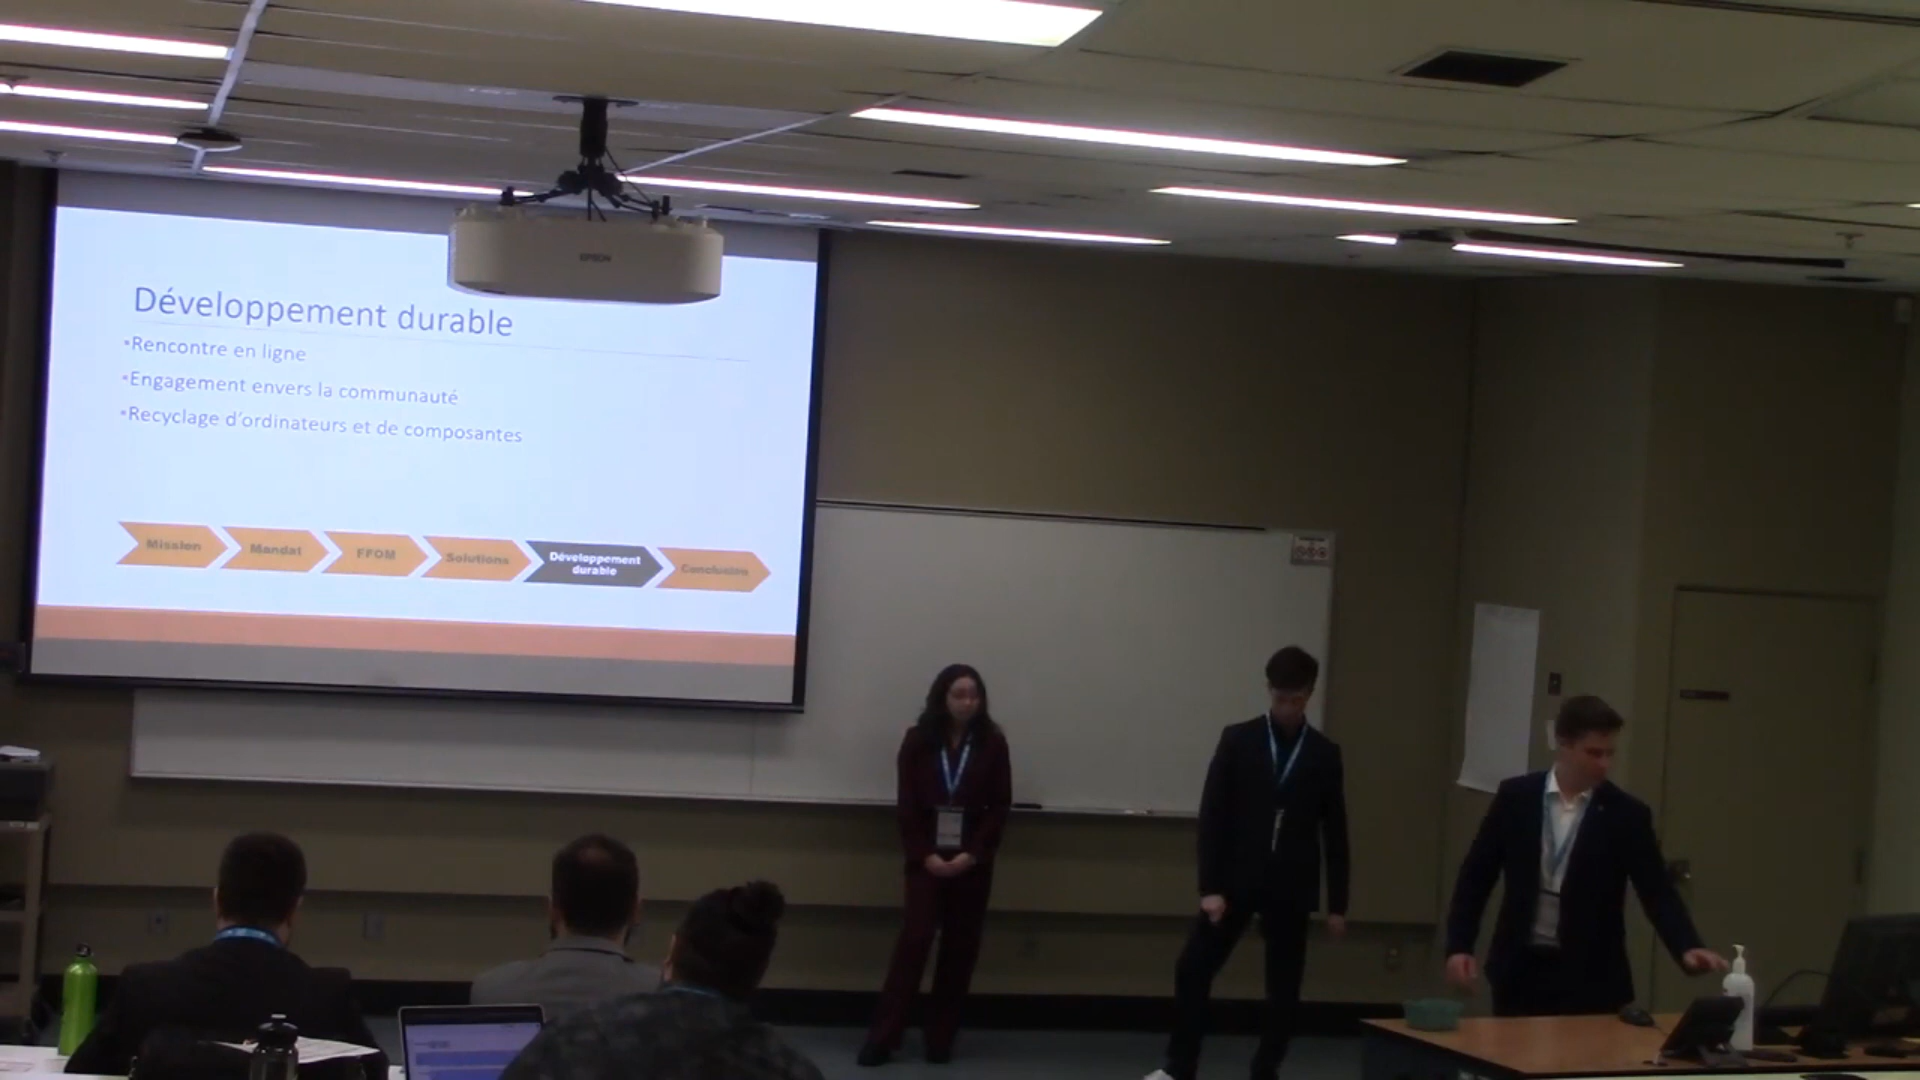 EPSON
Développement durable
•Rencontre en ligne
•Engagement envers la communauté
•Recyclage d'ordinateurs et de composantes
Mission
Mandat
FFOM
Solutions
Développement
durable
Conclusion